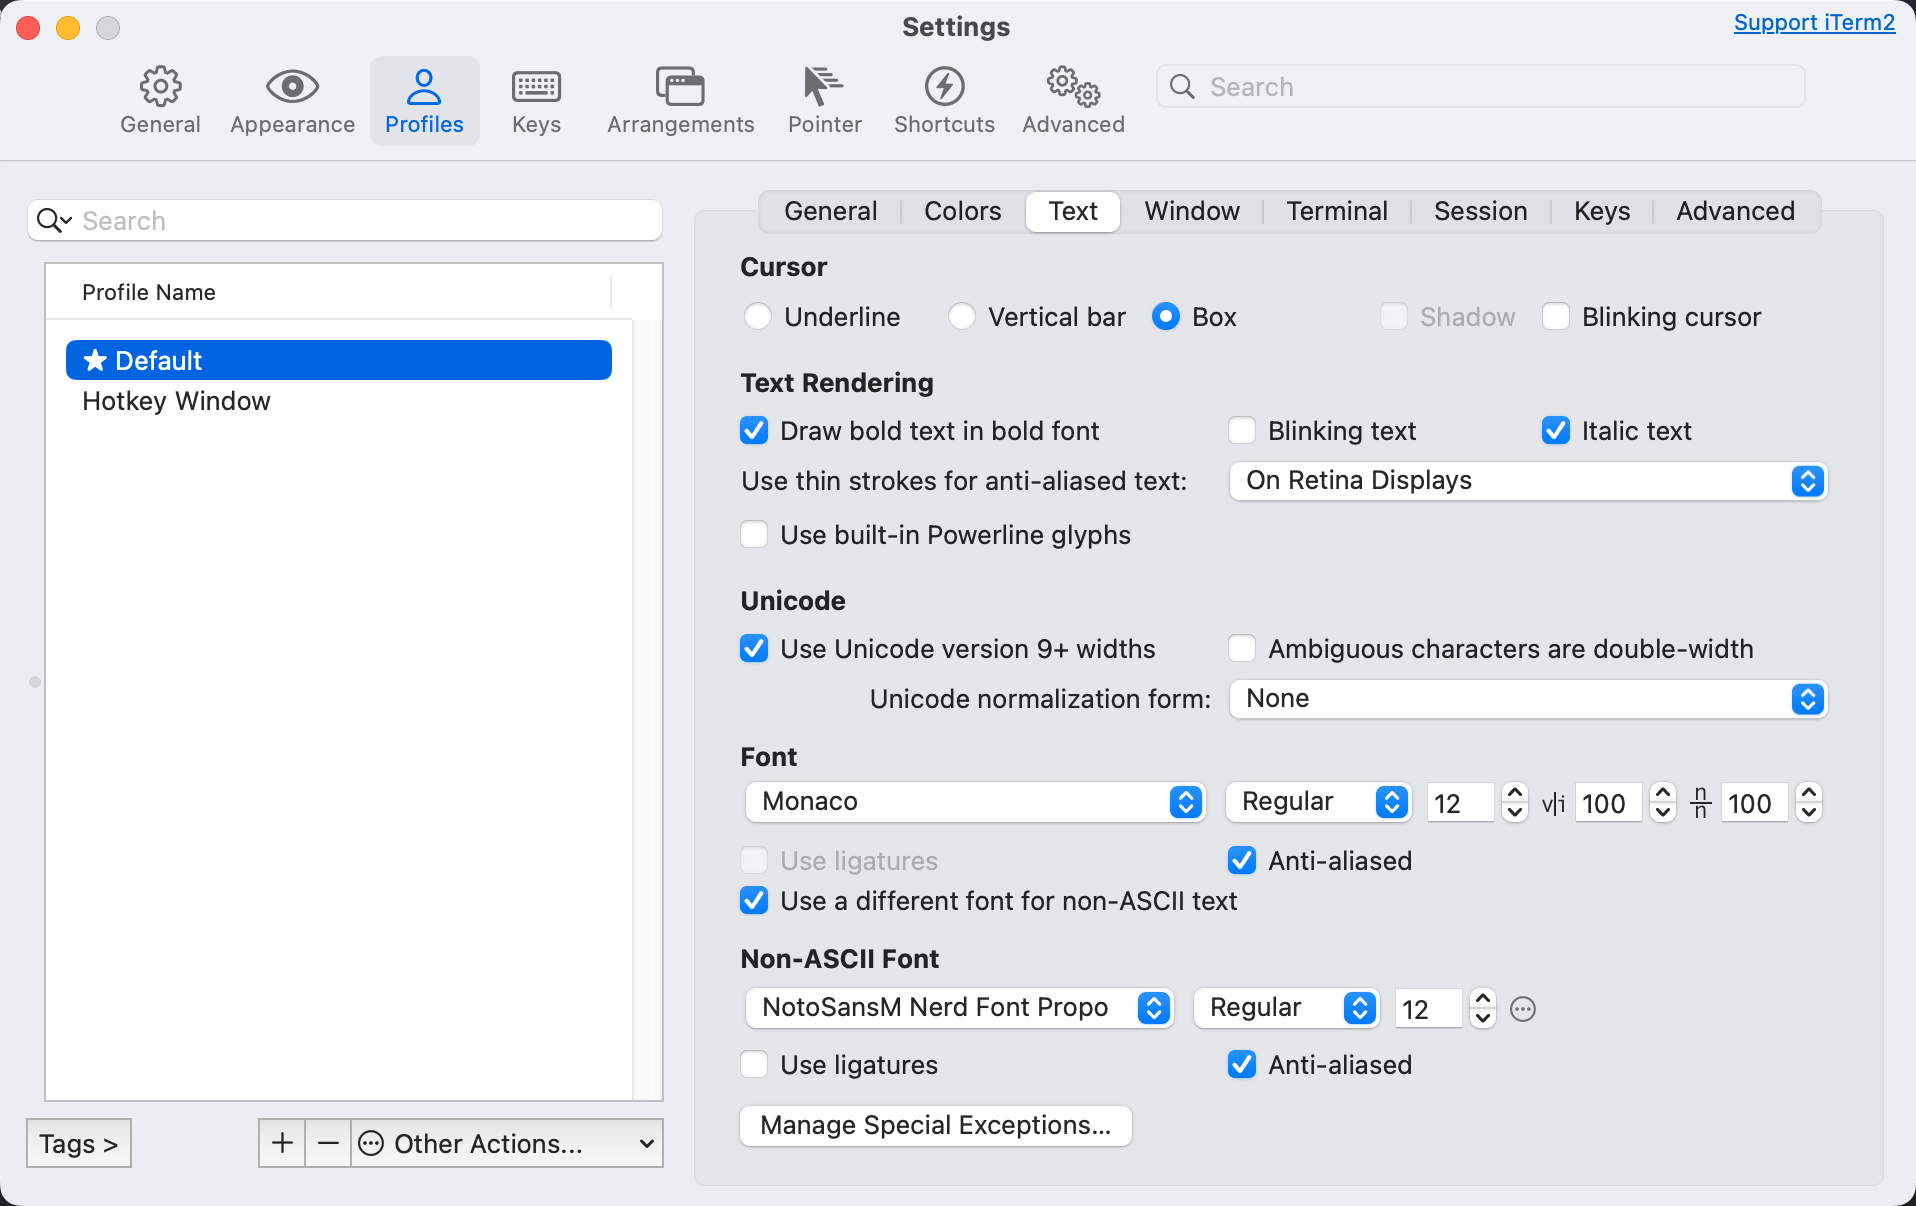 Settings
Support iTerm2
General Appearance Profiles Keys Arrangements Pointer Shortcuts Advanced Search
Search
Profile Name
Default
Hotkey Window
Tags >
+ − Other Actions...
General Colors Text Window Terminal Session Keys Advanced
Cursor
Underline Vertical bar Box Shadow Blinking cursor
Text Rendering
Draw bold text in bold font Blinking text Italic text
Use thin strokes for anti-aliased text: On Retina Displays
Use built-in Powerline glyphs
Unicode
Use Unicode version 9+ widths Ambiguous characters are double-width
Unicode normalization form: None
Font
Monaco Regular 12 v|i 100 n/n 100
Use ligatures Anti-aliased
Use a different font for non-ASCII text
Non-ASCII Font
NotoSansM Nerd Font Propo Regular 12
Use ligatures Anti-aliased
Manage Special Exceptions...